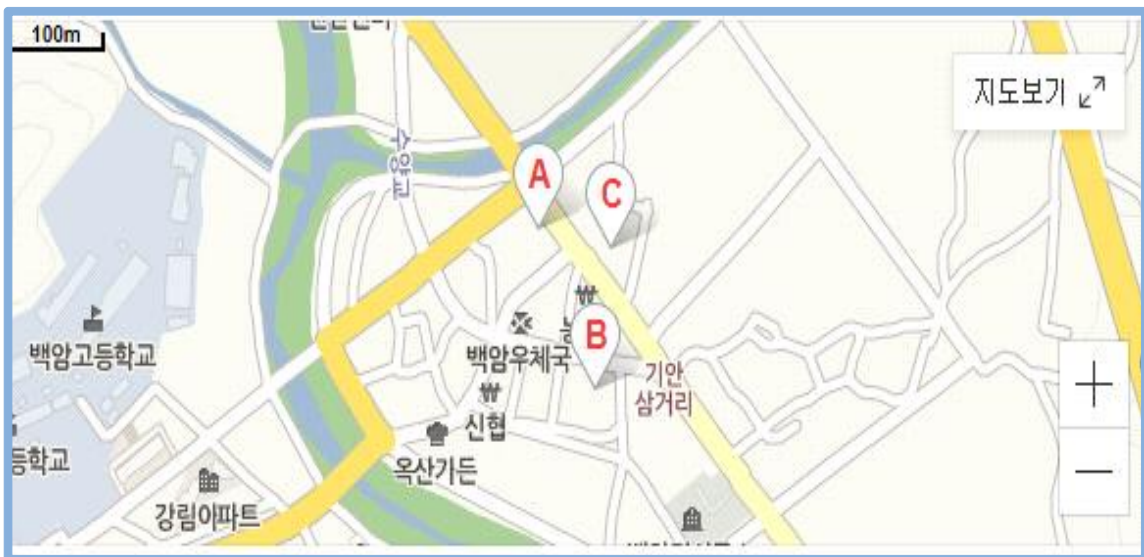 100m
지도보기
수유길
A
C
₩
B
백암우체국
백암고등학교
기안
삼거리
₩
신협
등학교
옥산가든
강림아파트
+
−